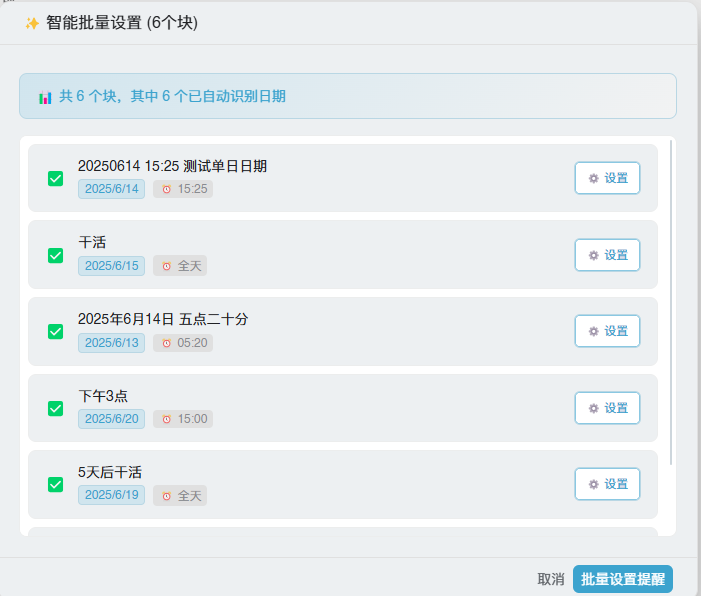 智能批量设置 (6个块)
共 6 个块，其中 6 个已自动识别日期
20250614 15:25 测试单日日期
2025/6/14 15:25
设置
干活
2025/6/15 全天
设置
2025年6月14日 五点二十分
2025/6/13 05:20
设置
下午3点
2025/6/20 15:00
设置
5天后干活
2025/6/19 全天
设置
取消 批量设置提醒